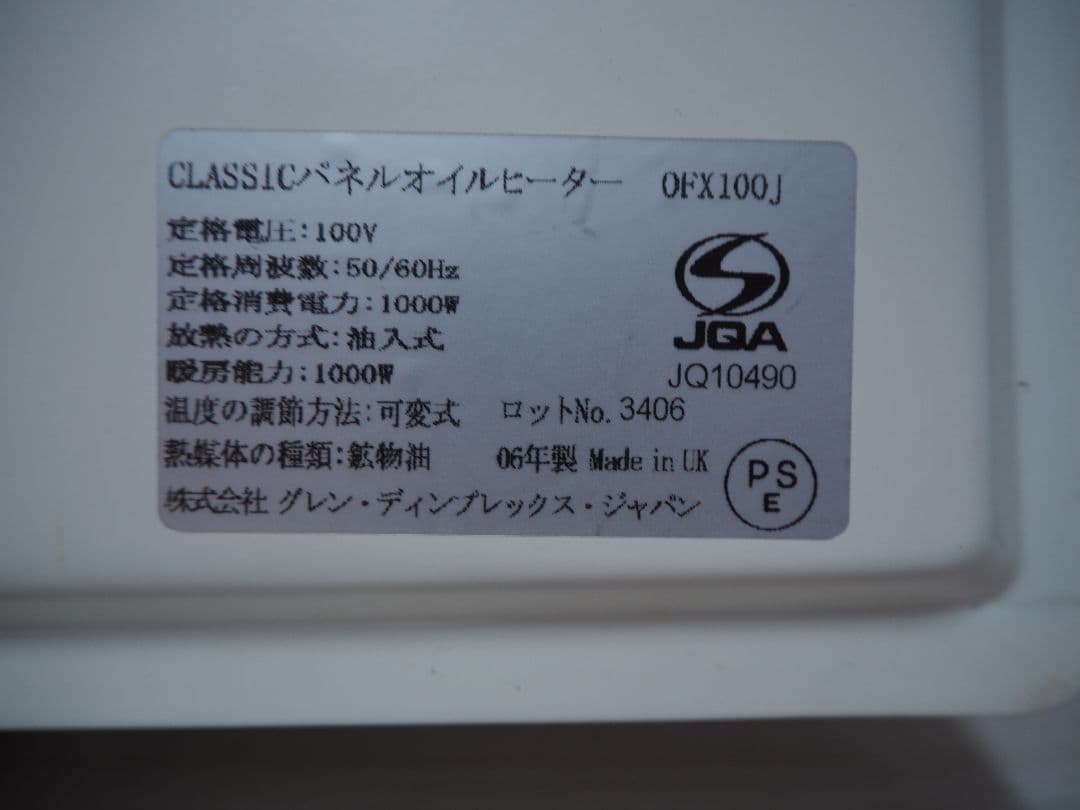 CLASSICパネルオイルヒーター OFX100J
定格電圧:100V
定格周波数:50/60Hz
定格消費電力:1000W
放熱の方式:油入式
JQA
暖房能力:1000W
JQ10490
温度の調節方法:可変式 ロットNo. 3406
熱媒体の種類:鉱物油 06年製 Made in UK
PS
E
株式会社 グレン・ディンプレックス・ジャパン